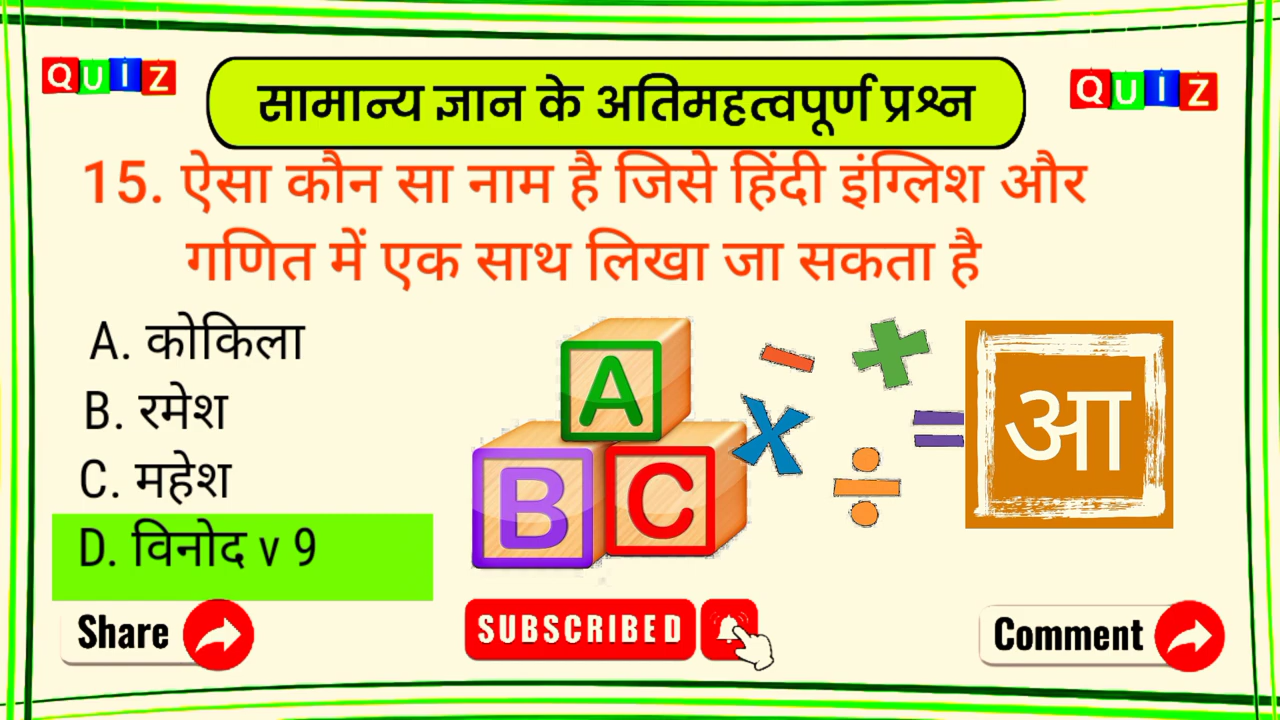 QUIZ
सामान्य ज्ञान के अतिमहत्वपूर्ण प्रश्न
QUIZ
15. ऐसा कौन सा नाम है जिसे हिंदी इंग्लिश और
गणित में एक साथ लिखा जा सकता है
A. कोकिला
B. रमेश
C. महेश
D. विनोद v 9
A
B
C
आ
Share
SUBSCRIBED
Comment